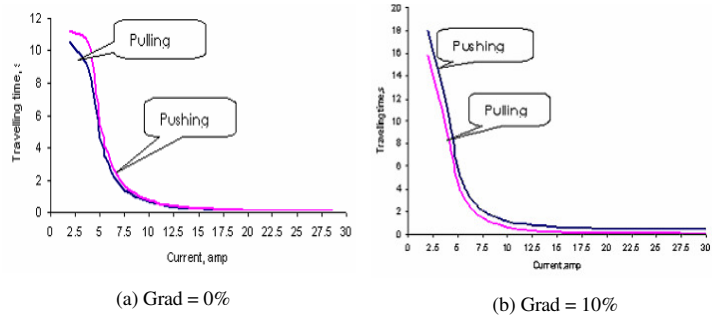 12
10
8
6
4
2
0
Travelling time, s
Pulling
Pushing
0 2.5 5 7.5 10 12.5 15 17.5 20 22.5 25 27.5 30
Current, amp
(a) Grad = 0%
20
18
16
14
12
10
8
6
4
2
0
Travelling time,s
Pushing
Pulling
0 2.5 5 7.5 10 12.5 15 17.5 20 22.5 25 27.5 30
Current,amp
(b) Grad = 10%